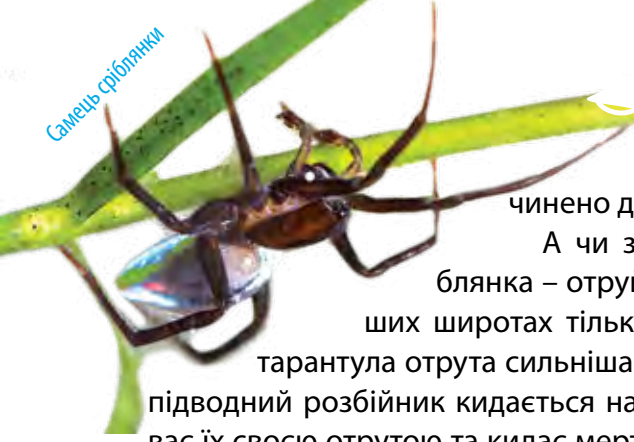 Самець сріблянки
чинено д
А чи з
блянка – отру
ших широтах тільк
тарантула отрута сильніша
підводний розбійник кидається на